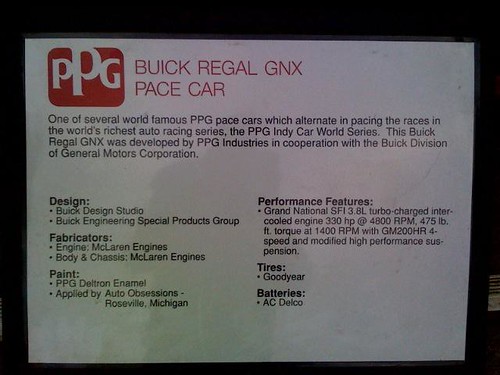 PPG
BUICK REGAL GNX
PACE CAR
One of several world famous PPG pace cars which alternate in pacing the races in
the world's richest auto racing series, the PPG Indy Car World Series. This Buick
Regal GNX was developed by PPG Industries in cooperation with the Buick Division
of General Motors Corporation.
Design:
• Buick Design Studio
• Buick Engineering Special Products Group
Fabricators:
• Engine: McLaren Engines
• Body & Chassis: McLaren Engines
Paint:
• PPG Deltron Enamel
• Applied by Auto Obsessions -
Roseville, Michigan
Performance Features:
• Grand National SFI 3.8L turbo-charged inter-
cooled engine 330 hp @ 4800 RPM, 475 lb.
ft. torque at 1400 RPM with GM200HR 4-
speed and modified high performance sus-
pension.
Tires:
• Goodyear
Batteries:
• AC Delco